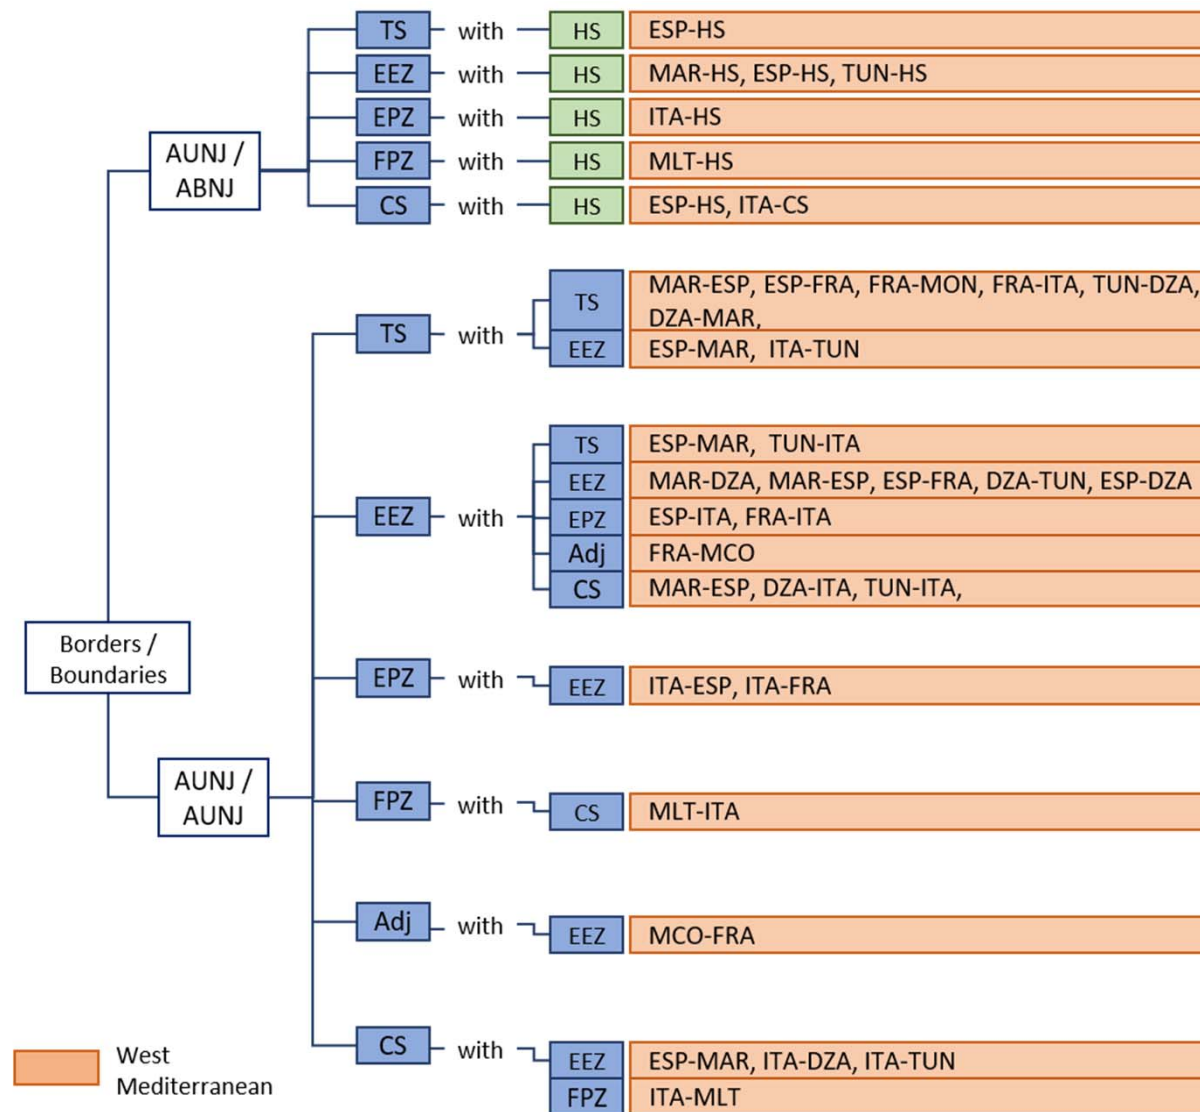 TS with HS ESP-HS
EEZ with HS MAR-HS, ESP-HS, TUN-HS
EPZ with HS ITA-HS
AUNJ /
ABNJ
FPZ with HS MLT-HS
CS with HS ESP-HS, ITA-CS
TS with
TS MAR-ESP, ESP-FRA, FRA-MON, FRA-ITA, TUN-DZA,
DZA-MAR,
EEZ ESP-MAR, ITA-TUN
EEZ with
TS ESP-MAR, TUN-ITA
EEZ MAR-DZA, MAR-ESP, ESP-FRA, DZA-TUN, ESP-DZA
EPZ ESP-ITA, FRA-ITA
Adj FRA-MCO
CS MAR-ESP, DZA-ITA, TUN-ITA,
Borders /
Boundaries
EPZ with EEZ ITA-ESP, ITA-FRA
AUNJ /
AUNJ
FPZ with CS MLT-ITA
Adj with EEZ MCO-FRA
CS with
EEZ ESP-MAR, ITA-DZA, ITA-TUN
FPZ ITA-MLT
West
Mediterranean